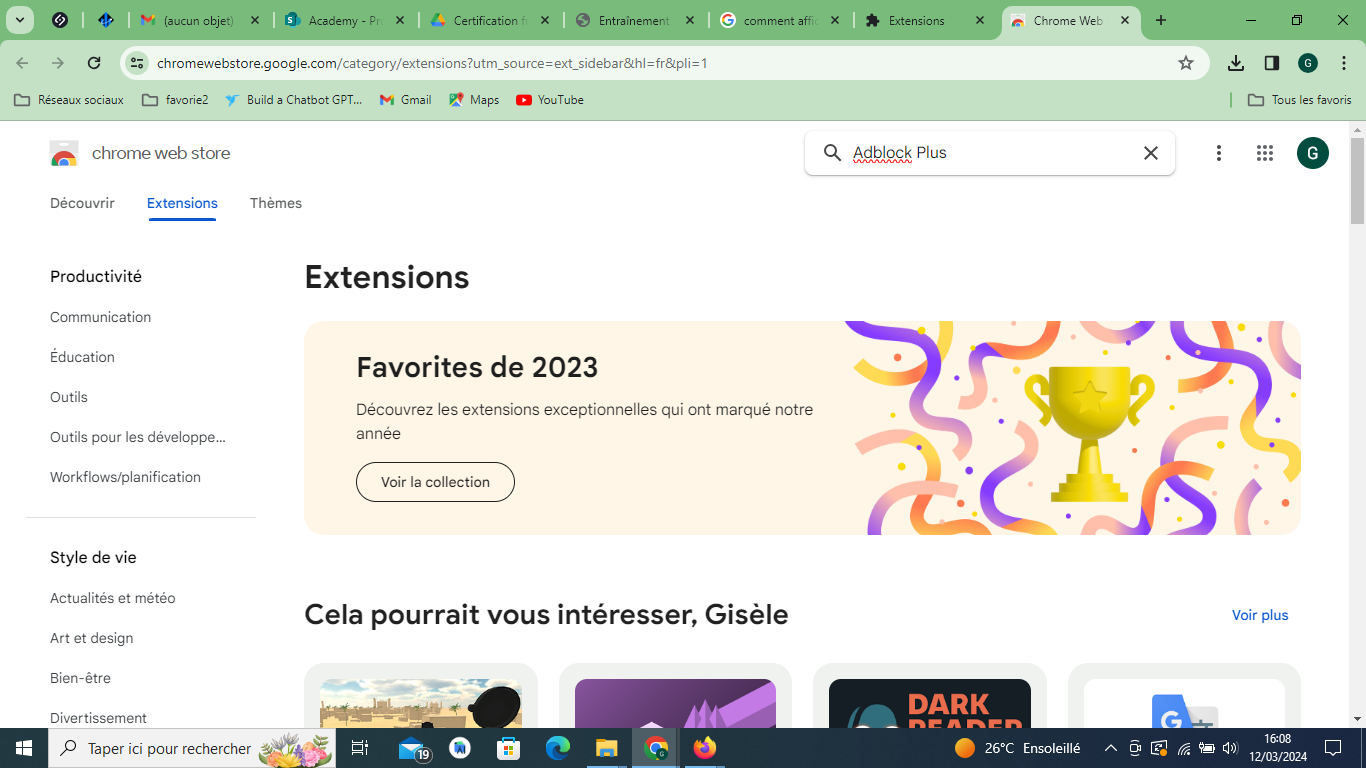 (aucun objet)
Academy - Pr
Certification f
Entraînement
comment affic
Extensions
Chrome Web
chromewebstore.google.com/category/extensions?utm_source=ext_sidebar&hl=fr&pli=1
G
Réseaux sociaux
favorie2
Build a Chatbot GPT...
Gmail
Maps
YouTube
Tous les favoris
chrome web store
Adblock Plus
G
Découvrir
Extensions
Thèmes
Productivité
Communication
Éducation
Outils
Outils pour les développe...
Workflows/planification
Style de vie
Actualités et météo
Art et design
Bien-être
Divertissement
Extensions
Favorites de 2023
Découvrez les extensions exceptionnelles qui ont marqué notre
année
Voir la collection
Cela pourrait vous intéresser, Gisèle
Voir plus
DARK
READER
G
Taper ici pour rechercher
19
26°C Ensoleillé
16:08
12/03/2024